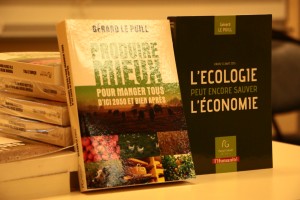 GÉRARD LE PUILL
PRODUIRE
MIEUX
POUR MANGER TOUS
D'ICI 2050 ET BIEN APRÈS
GÉRARD
LE PUILL
L'ECOLOGIE
PEUT ENCORE SAUVER
L'ÉCONOMIE
l'Humanité